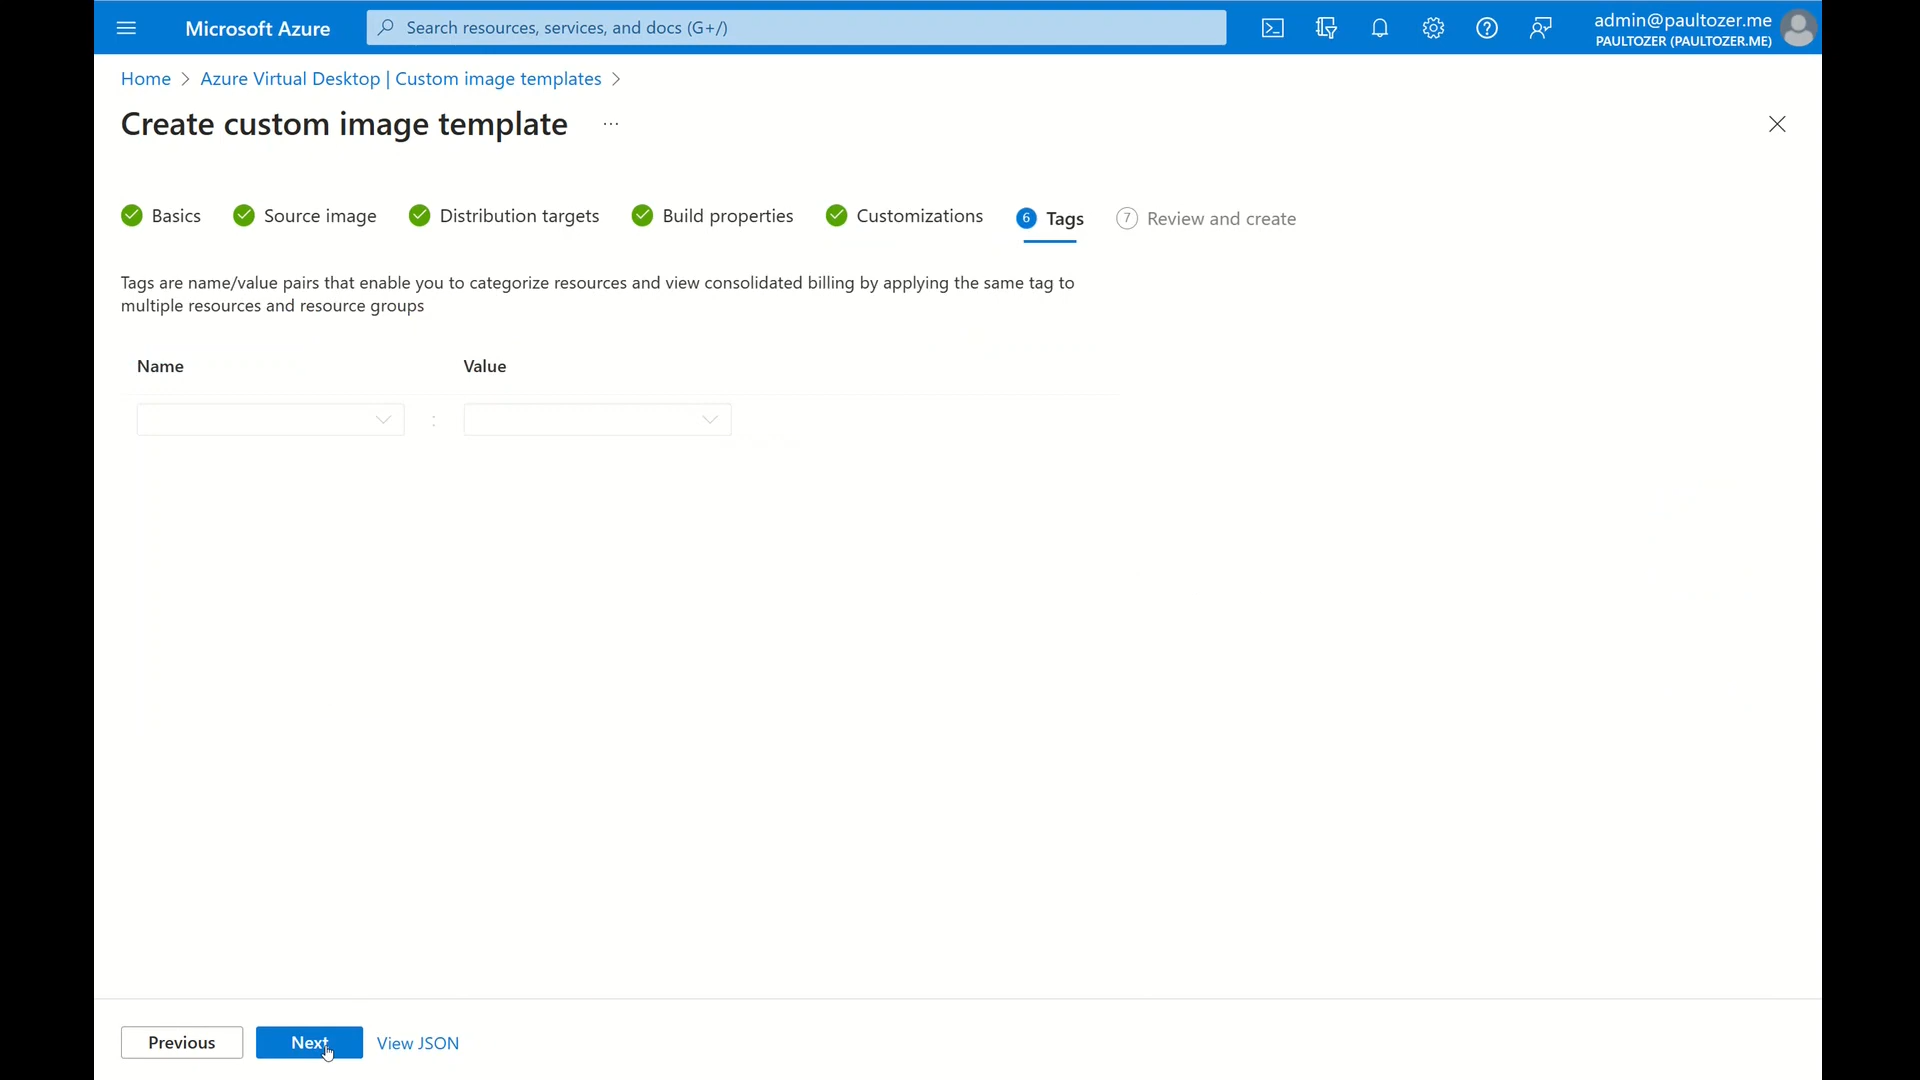 Microsoft Azure
Search resources, services, and docs (G+/)
admin@paultozer.me
PAULTOZER (PAULTOZER.ME)
Home > Azure Virtual Desktop | Custom image templates >
Create custom image template ...
Basics
Source image
Distribution targets
Build properties
Customizations
6 Tags
7 Review and create
Tags are name/value pairs that enable you to categorize resources and view consolidated billing by applying the same tag to
multiple resources and resource groups
Name
Value
:
Previous
Next
View JSON